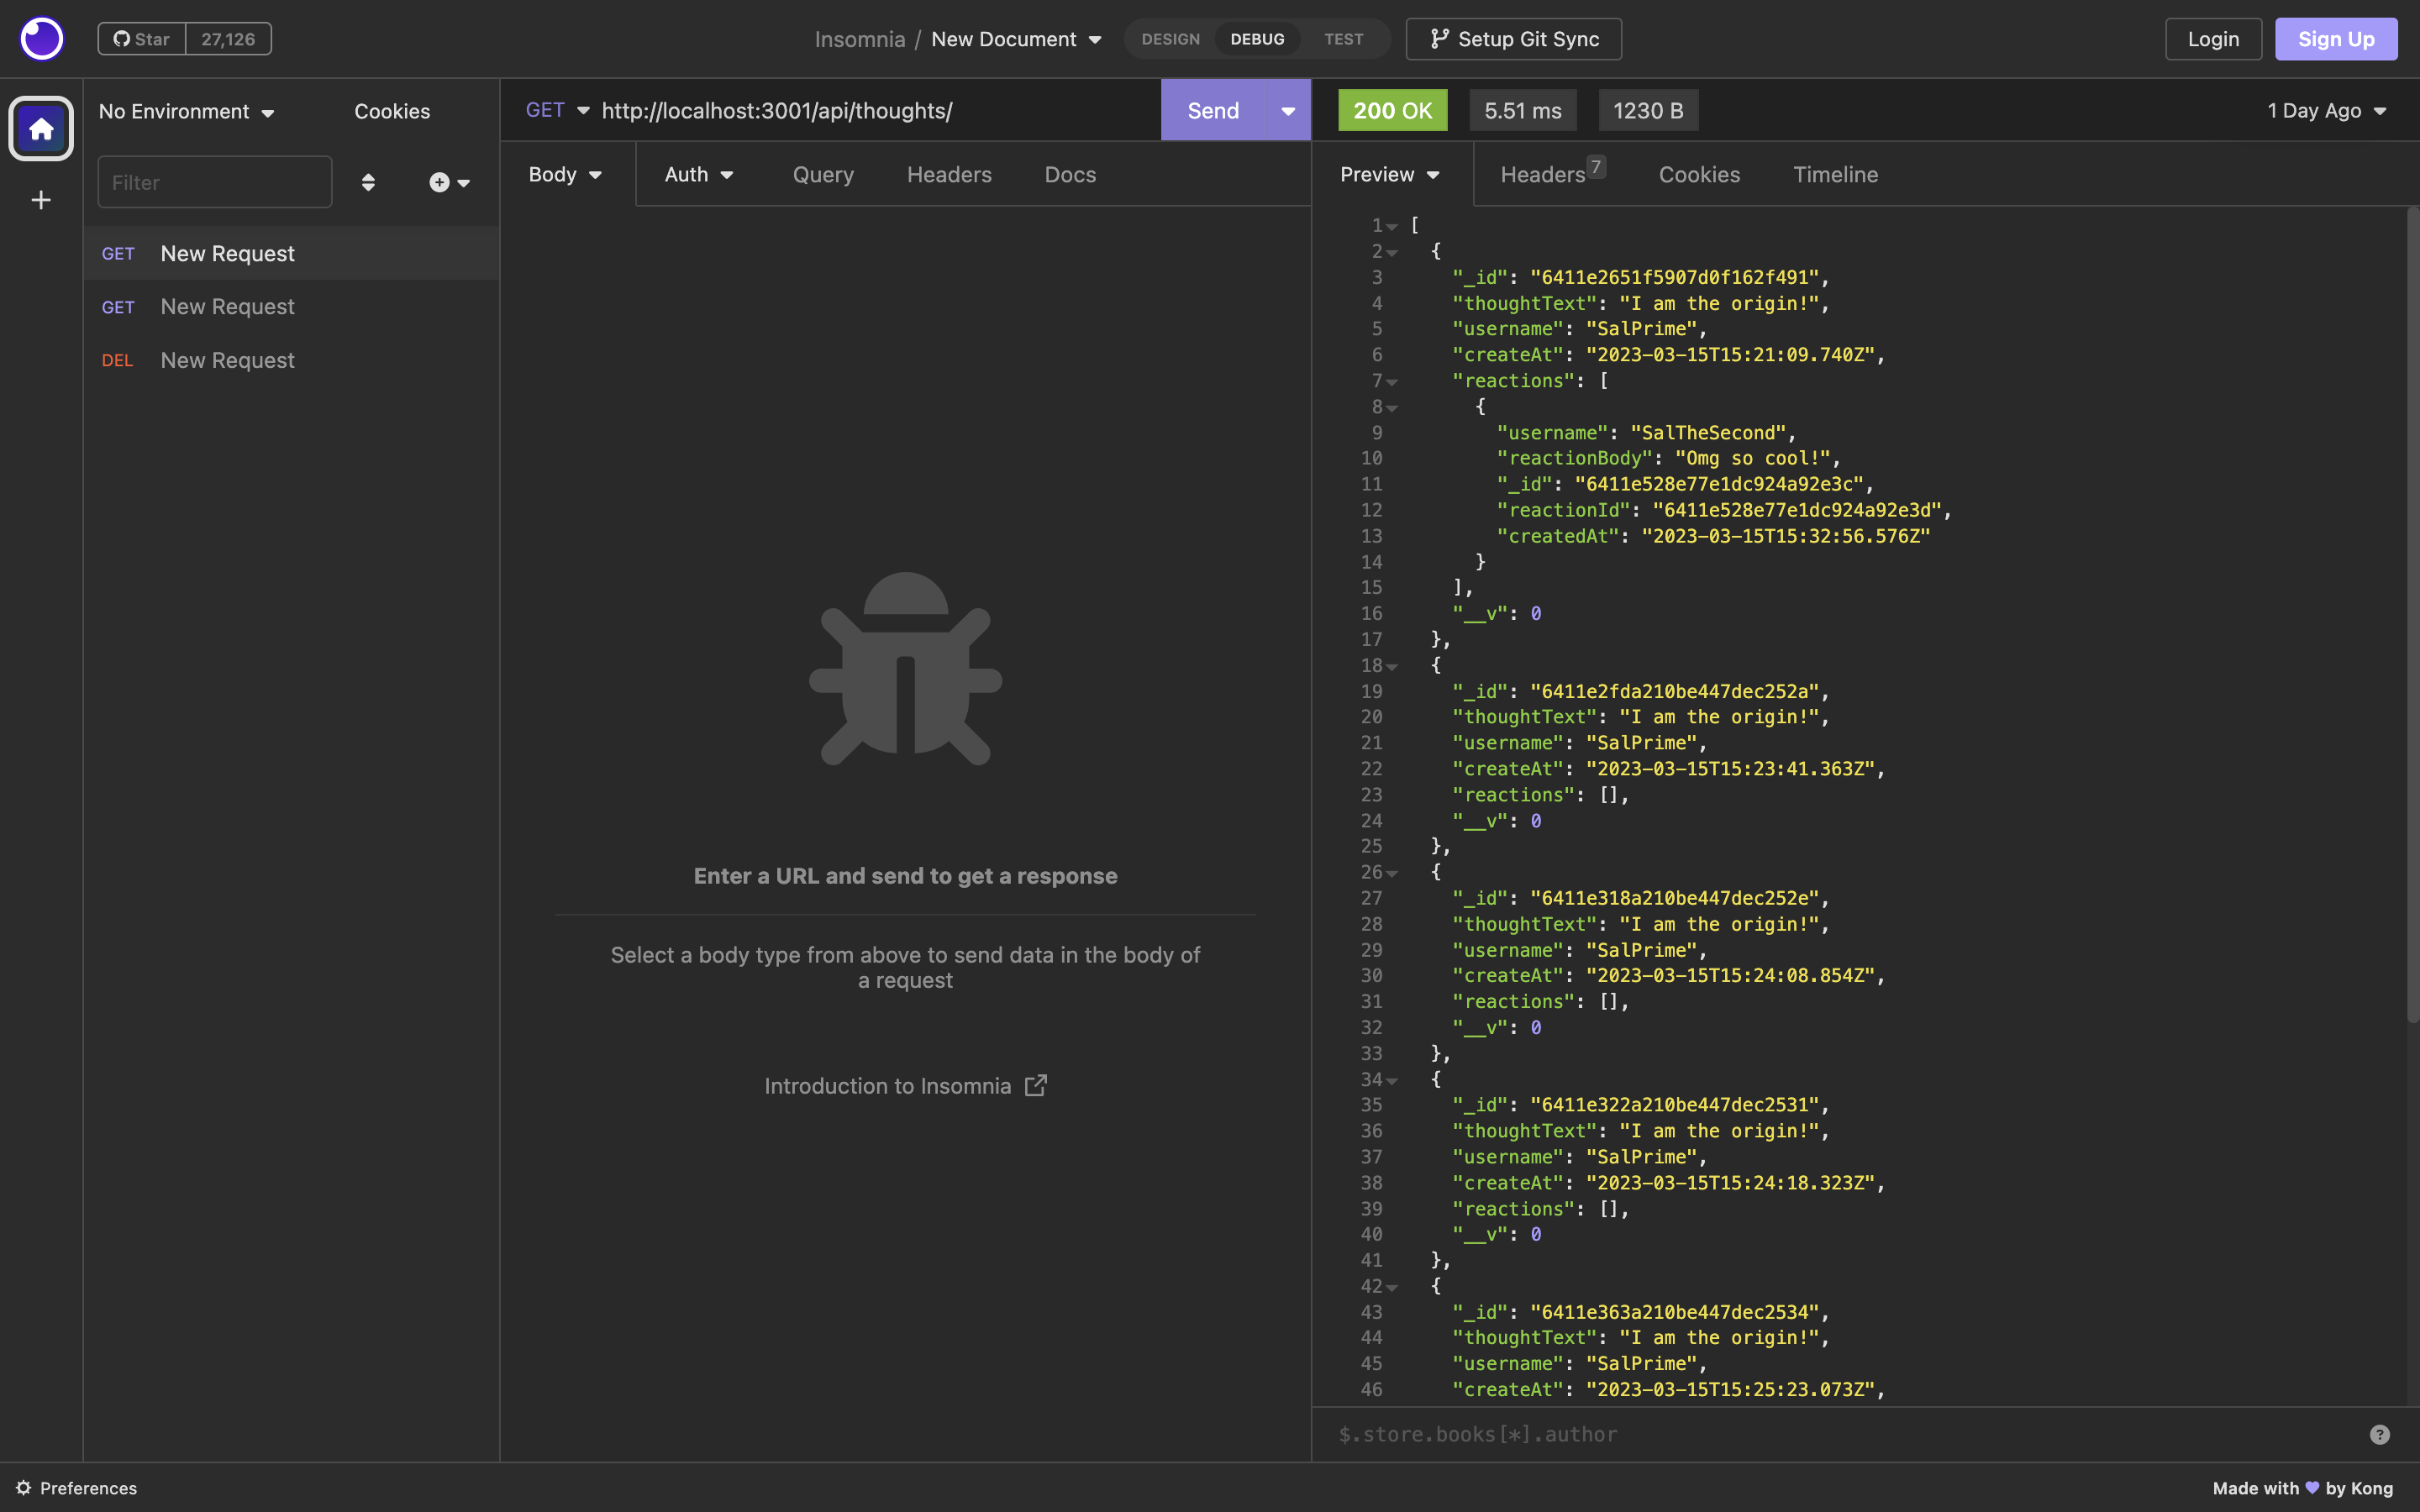 Star 27,126
Insomnia / New Document
DESIGN DEBUG TEST
Setup Git Sync
Login
Sign Up
No Environment
Cookies
Filter
GET New Request
GET New Request
DEL New Request
GET http://localhost:3001/api/thoughts/
Send
Body Auth Query Headers Docs
Enter a URL and send to get a response
Select a body type from above to send data in the body of
a request
Introduction to Insomnia
200 OK 5.51 ms 1230 B
1 Day Ago
Preview Headers 7 Cookies Timeline
1 [
2 {
3 "_id": "6411e2651f5907d0f162f491",
4 "thoughtText": "I am the origin!",
5 "username": "SalPrime",
6 "createAt": "2023-03-15T15:21:09.740Z",
7 "reactions": [
8 {
9 "username": "SalTheSecond",
10 "reactionBody": "Omg so cool!",
11 "_id": "6411e528e77e1dc924a92e3c",
12 "reactionId": "6411e528e77e1dc924a92e3d",
13 "createdAt": "2023-03-15T15:32:56.576Z"
14 }
15 ],
16 "__v": 0
17 },
18 {
19 "_id": "6411e2fda210be447dec252a",
20 "thoughtText": "I am the origin!",
21 "username": "SalPrime",
22 "createAt": "2023-03-15T15:23:41.363Z",
23 "reactions": [],
24 "__v": 0
25 },
26 {
27 "_id": "6411e318a210be447dec252e",
28 "thoughtText": "I am the origin!",
29 "username": "SalPrime",
30 "createAt": "2023-03-15T15:24:08.854Z",
31 "reactions": [],
32 "__v": 0
33 },
34 {
35 "_id": "6411e322a210be447dec2531",
36 "thoughtText": "I am the origin!",
37 "username": "SalPrime",
38 "createAt": "2023-03-15T15:24:18.323Z",
39 "reactions": [],
40 "__v": 0
41 },
42 {
43 "_id": "6411e363a210be447dec2534",
44 "thoughtText": "I am the origin!",
45 "username": "SalPrime",
46 "createAt": "2023-03-15T15:25:23.073Z",
$.store.books[*].author
Preferences
Made with 💜 by Kong